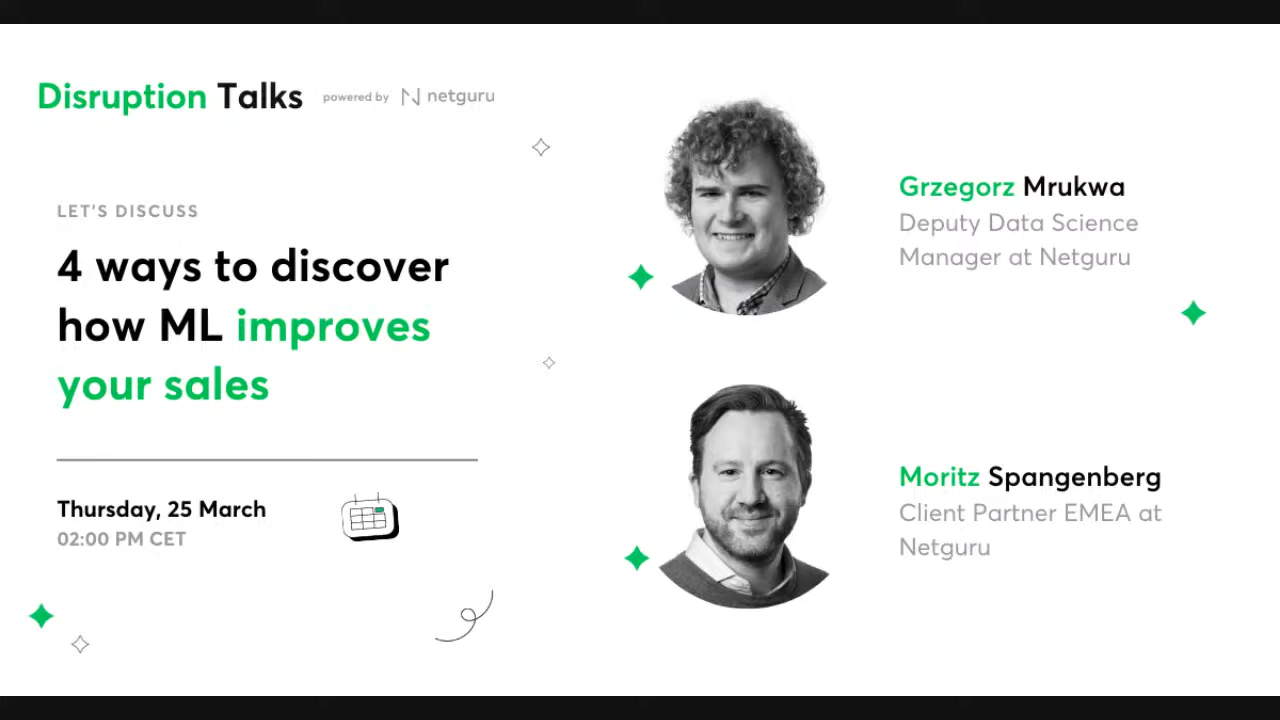 Disruption Talks powered by netguru
LET'S DISCUSS
4 ways to discover
how ML improves
your sales
Thursday, 25 March
02:00 PM CET
Grzegorz Mrukwa
Deputy Data Science
Manager at Netguru
Moritz Spangenberg
Client Partner EMEA at
Netguru